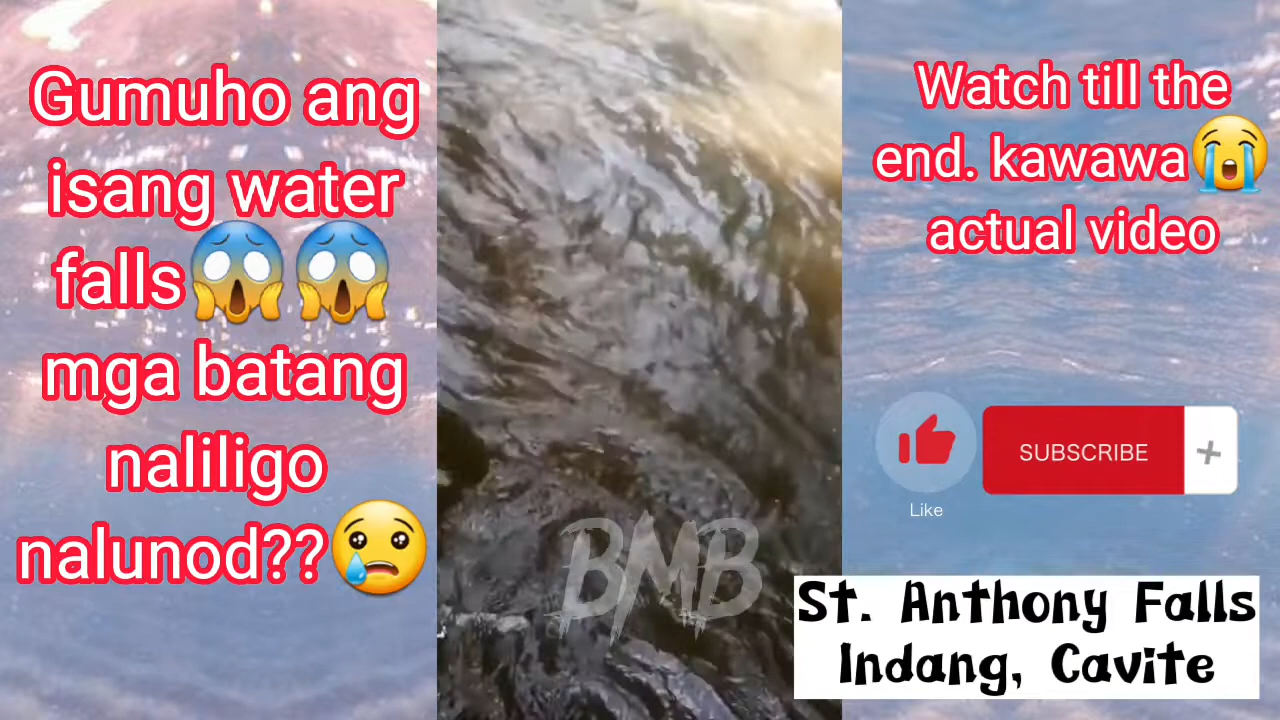 Gumuho ang
isang water
falls😱😱
mga batang
naliligo
nalunod??😢
Watch till the
end. kawawa😭
actual video
SUBSCRIBE +
Like
BMB
St. Anthony Falls
Indang, Cavite